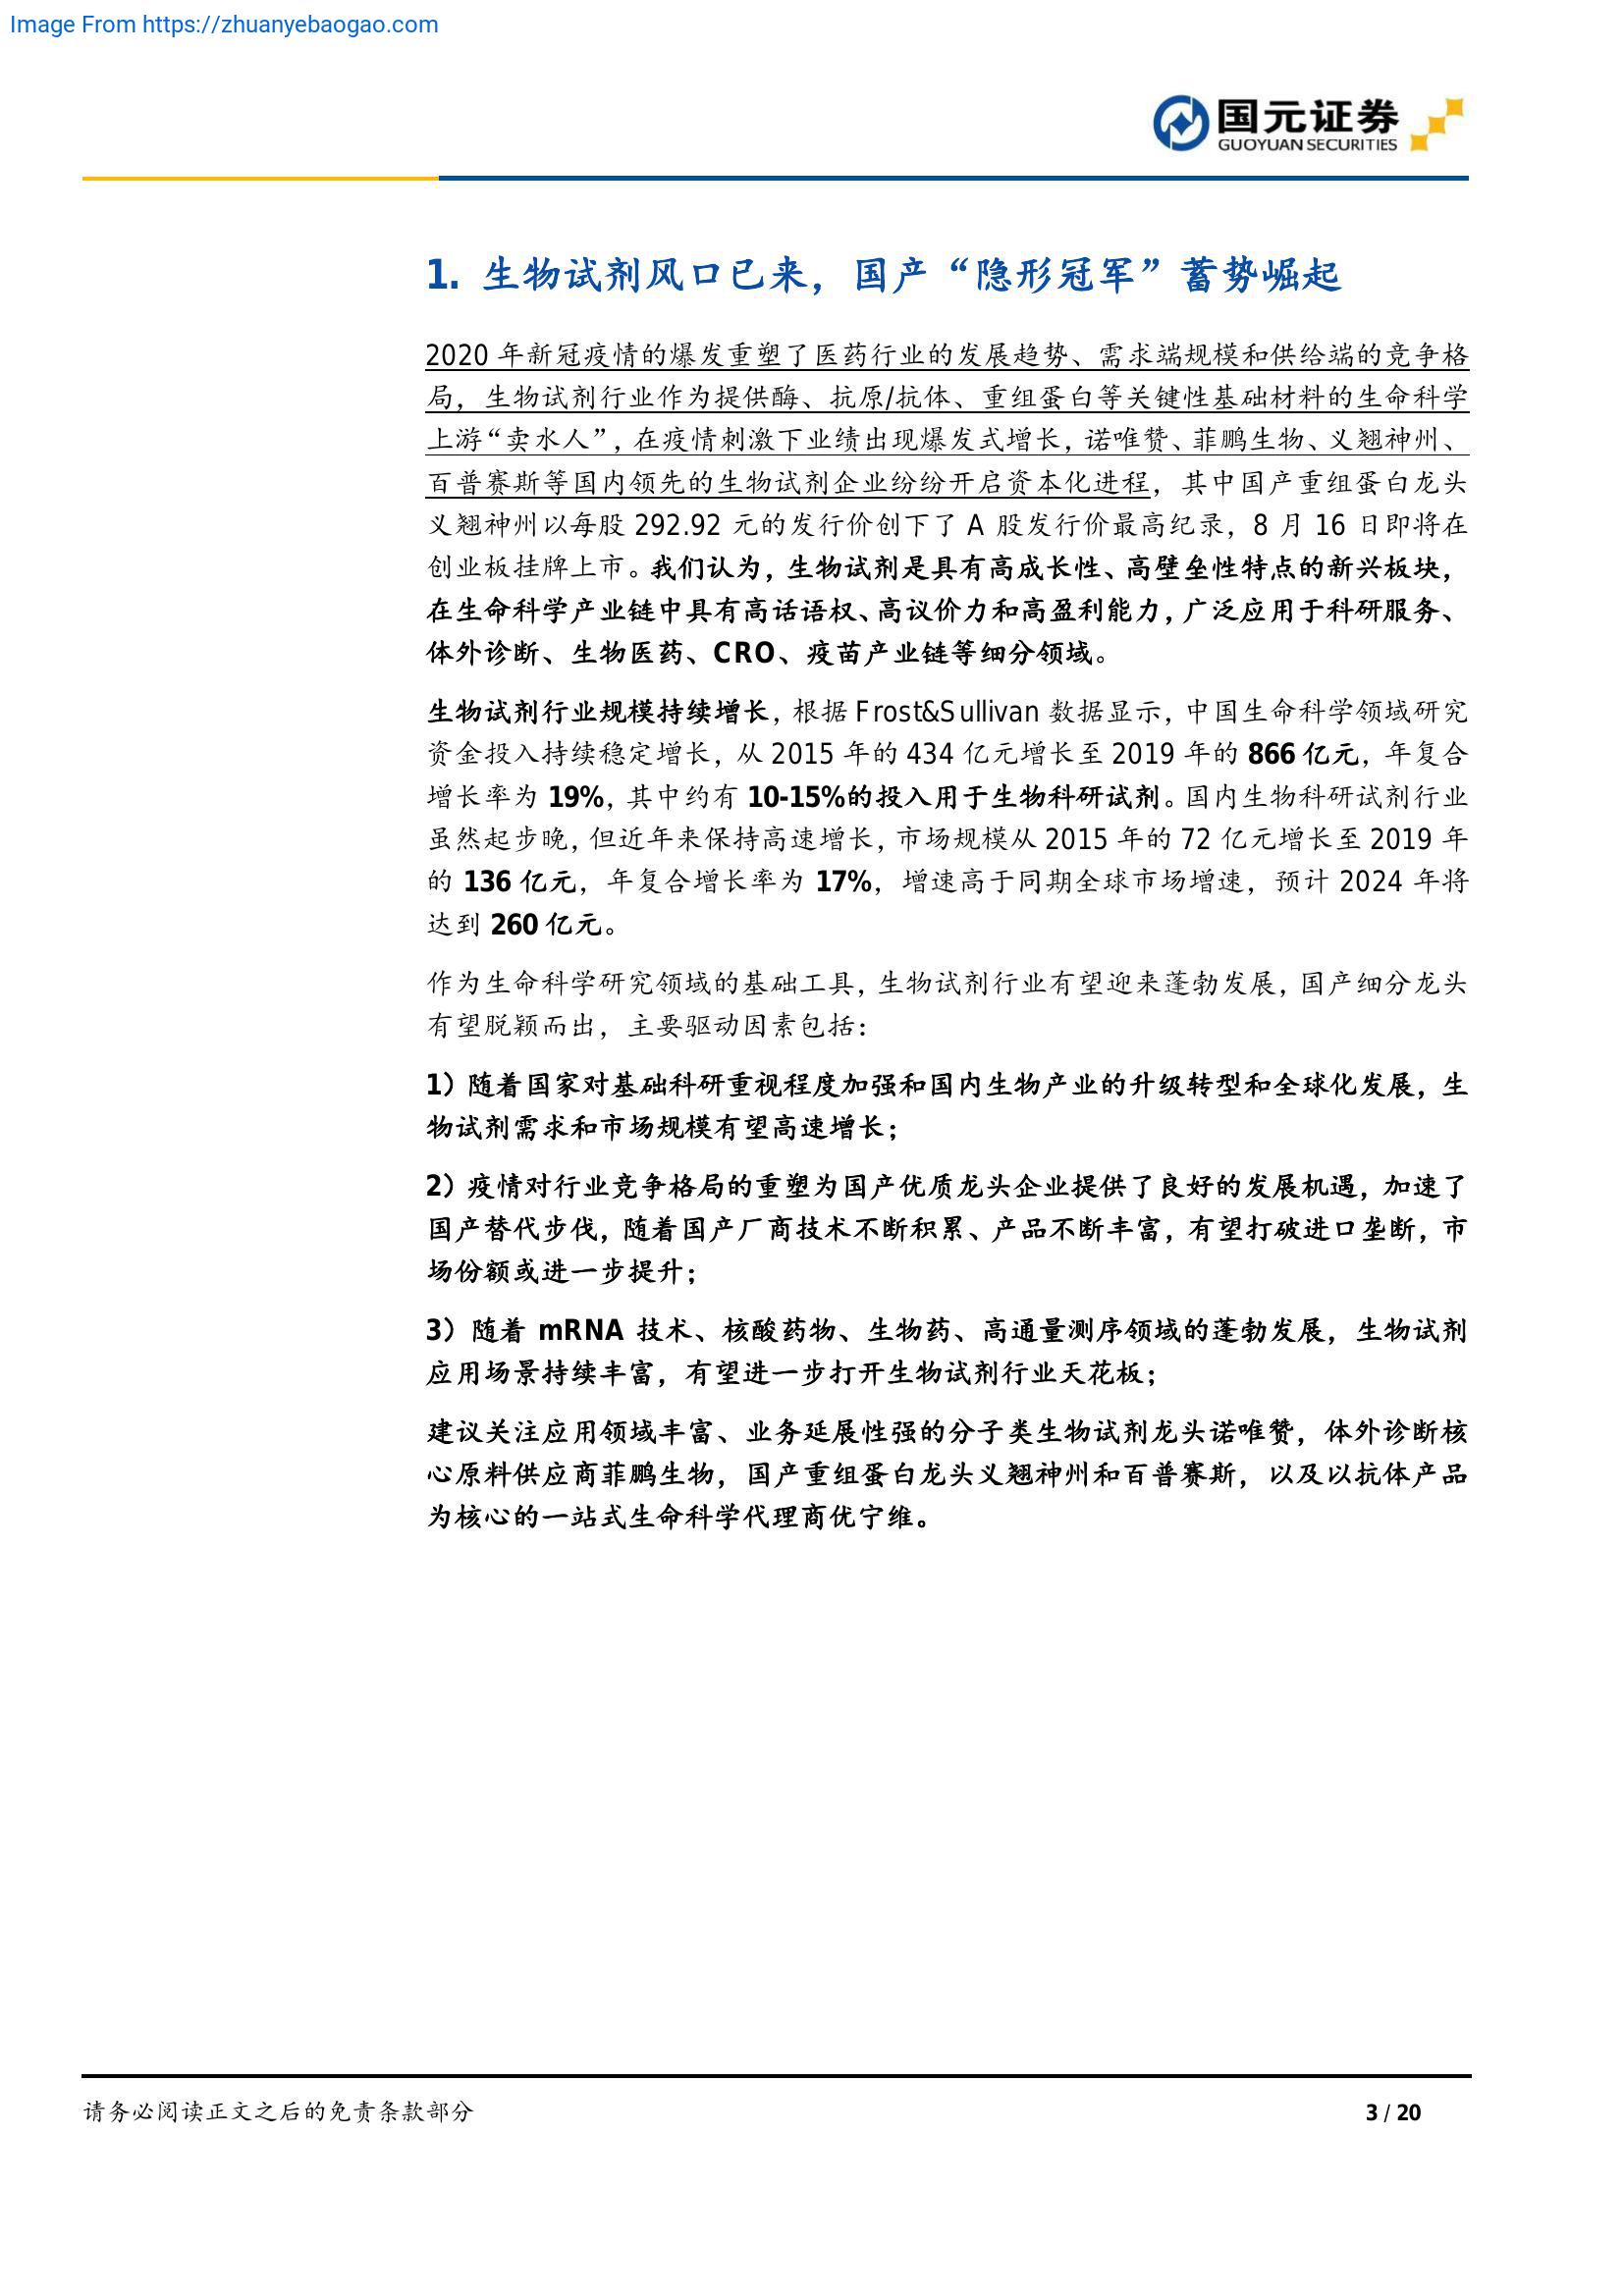 Image From https://zhuanyebaogao.com
国元证券
GUOYUAN SECURITIES
1. 生物试剂风口已来，国产“隐形冠军”蓄势崛起
2020 年新冠疫情的爆发重塑了医药行业的发展趋势、需求端规模和供给端的竞争格
局，生物试剂行业作为提供酶、抗原/抗体、重组蛋白等关键性基础材料的生命科学
上游“卖水人”，在疫情刺激下业绩出现爆发式增长，诺唯赞、菲鹏生物、义翘神州、
百普赛斯等国内领先的生物试剂企业纷纷开启资本化进程，其中国产重组蛋白龙头
义翘神州以每股 292.92 元的发行价创下了 A 股发行价最高纪录，8 月 16 日即将在
创业板挂牌上市。我们认为，生物试剂是具有高成长性、高壁垒性特点的新兴板块，
在生命科学产业链中具有高话语权、高议价力和高盈利能力，广泛应用于科研服务、
体外诊断、生物医药、CRO、疫苗产业链等细分领域。
生物试剂行业规模持续增长，根据 Frost&Sullivan 数据显示，中国生命科学领域研究
资金投入持续稳定增长，从 2015 年的 434 亿元增长至 2019 年的 866 亿元，年复合
增长率为 19%，其中约有 10-15%的投入用于生物科研试剂。国内生物科研试剂行业
虽然起步晚，但近年来保持高速增长，市场规模从 2015 年的 72 亿元增长至 2019 年
的 136 亿元，年复合增长率为 17%，增速高于同期全球市场增速，预计 2024 年将
达到 260 亿元。
作为生命科学研究领域的基础工具，生物试剂行业有望迎来蓬勃发展，国产细分龙头
有望脱颖而出，主要驱动因素包括：
1）随着国家对基础科研重视程度加强和国内生物产业的升级转型和全球化发展，生
物试剂需求和市场规模有望高速增长；
2）疫情对行业竞争格局的重塑为国产优质龙头企业提供了良好的发展机遇，加速了
国产替代步伐，随着国产厂商技术不断积累、产品不断丰富，有望打破进口垄断，市
场份额或进一步提升；
3）随着 mRNA 技术、核酸药物、生物药、高通量测序领域的蓬勃发展，生物试剂
应用场景持续丰富，有望进一步打开生物试剂行业天花板；
建议关注应用领域丰富、业务延展性强的分子类生物试剂龙头诺唯赞，体外诊断核
心原料供应商菲鹏生物，国产重组蛋白龙头义翘神州和百普赛斯，以及以抗体产品
为核心的一站式生命科学代理商优宁维。
请务必阅读正文之后的免责条款部分
3 / 20